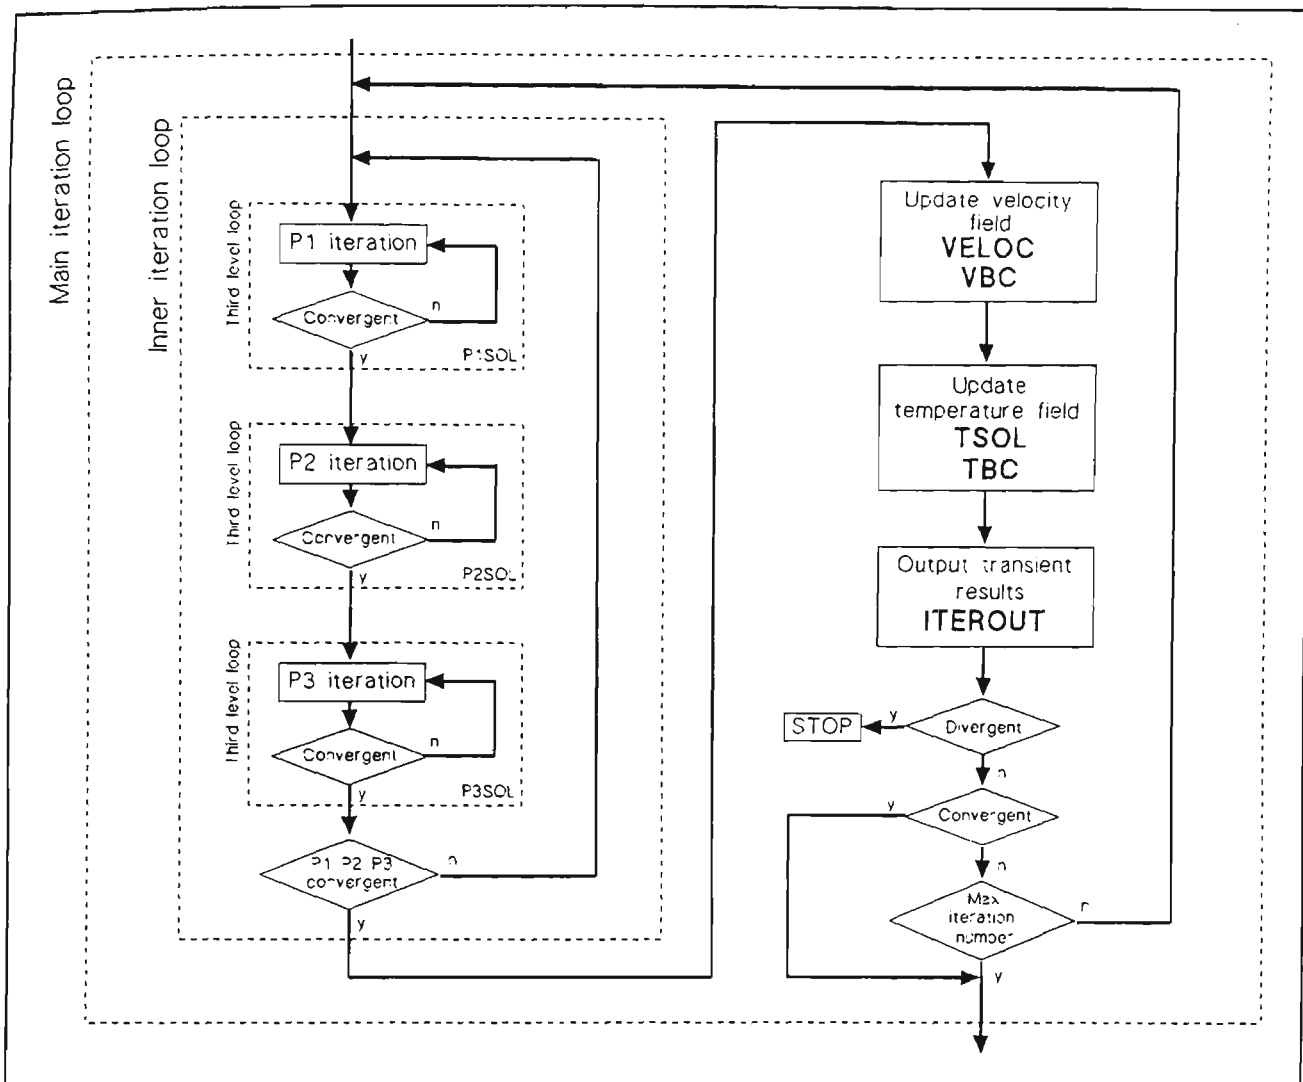 Main iteration loop
Inner iteration loop
Third level loop
P1 iteration
Convergent
n
y
P1SOL
Third level loop
P2 iteration
Convergent
n
y
P2SOL
Third level loop
P3 iteration
Convergent
n
y
P3SOL
P1 P2 P3
convergent
n
y
Update velocity
field
VELOC
VBC
Update
temperature field
TSOL
TBC
Output transient
results
ITEROUT
Divergent
y
STOP
n
Convergent
y
n
Max
iteration
number
n
y